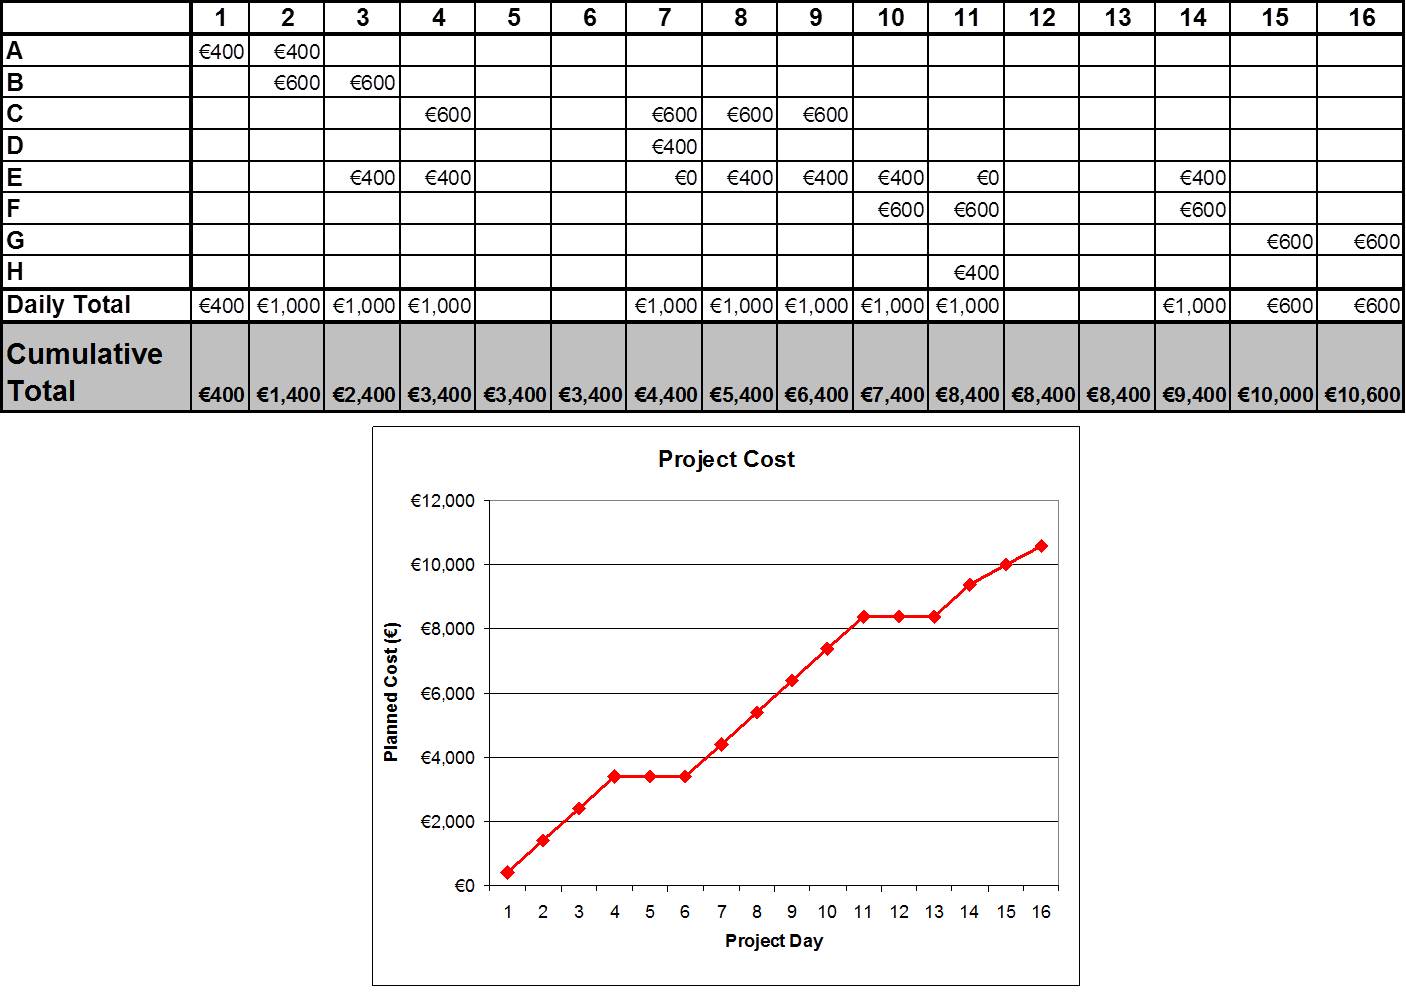 1 2 3 4 5 6 7 8 9 10 11 12 13 14 15 16
A €400 €400
B €600 €600
C €600 €600 €600 €600
D €400
E €400 €400 €0 €400 €400 €400 €0 €400
F €600 €600 €600
G €600 €600
H €400
Daily Total €400 €1,000 €1,000 €1,000 €1,000 €1,000 €1,000 €1,000 €1,000 €1,000 €600 €600
Cumulative
Total €400 €1,400 €2,400 €3,400 €3,400 €3,400 €4,400 €5,400 €6,400 €7,400 €8,400 €8,400 €8,400 €9,400 €10,000 €10,600
Project Cost
€12,000
€10,000
€8,000
€6,000
€4,000
€2,000
€0
Planned Cost (€)
1 2 3 4 5 6 7 8 9 10 11 12 13 14 15 16
Project Day